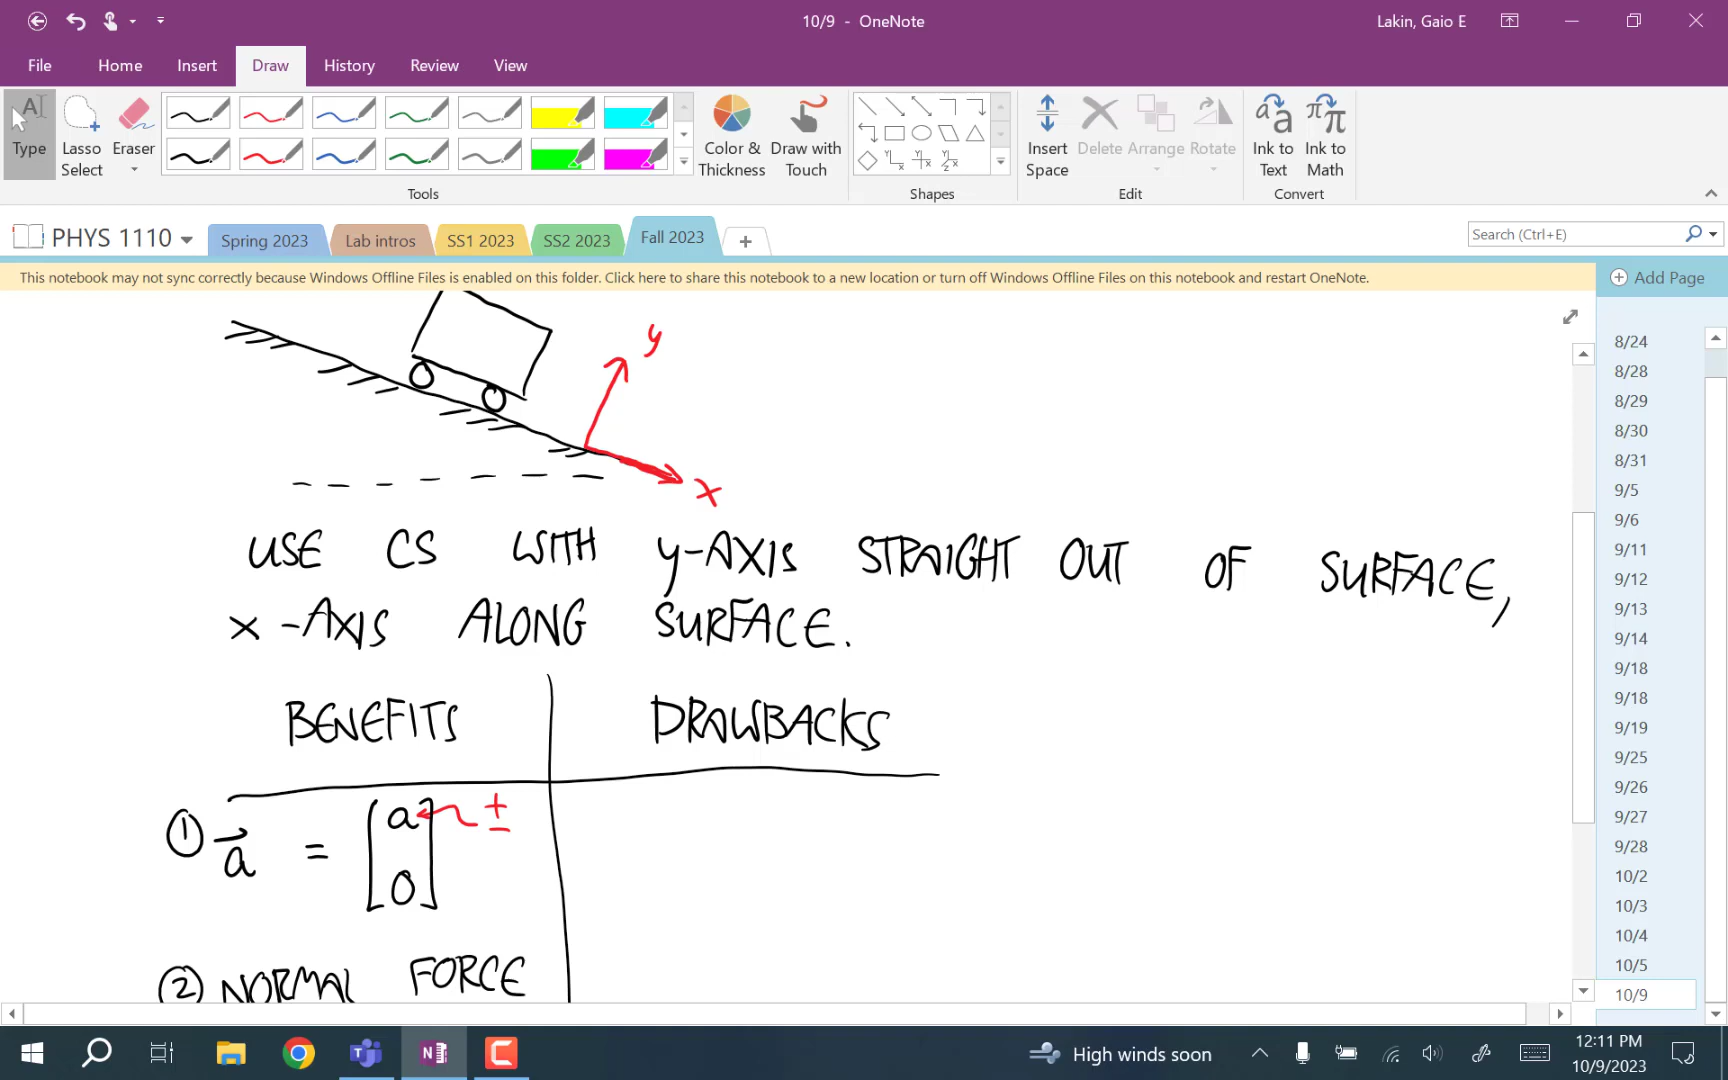 10/9 - OneNote
Lakin, Gaio E
File Home Insert Draw History Review View
Type
Lasso Select
Eraser
Color & Thickness
Draw with Touch
Insert Space
Delete
Arrange
Rotate
Ink to Text
Ink to Math
Tools
Shapes
Edit
Convert
PHYS 1110
Spring 2023
Lab intros
SS1 2023
SS2 2023
Fall 2023
Search (Ctrl+E)
This notebook may not sync correctly because Windows Offline Files is enabled on this folder. Click here to share this notebook to a new location or turn off Windows Offline Files on this notebook and restart OneNote.
Add Page
y
x
USE CS WITH y-AXIS STRAIGHT OUT OF SURFACE,
x-AXIS ALONG SURFACE.
BENEFITS DRAWBACKS
① a = [a 0] ±
② NORMAL FORCE
8/24
8/28
8/29
8/30
8/31
9/5
9/6
9/11
9/12
9/13
9/14
9/18
9/18
9/19
9/25
9/26
9/27
9/28
10/2
10/3
10/4
10/5
10/9
High winds soon
12:11 PM
10/9/2023